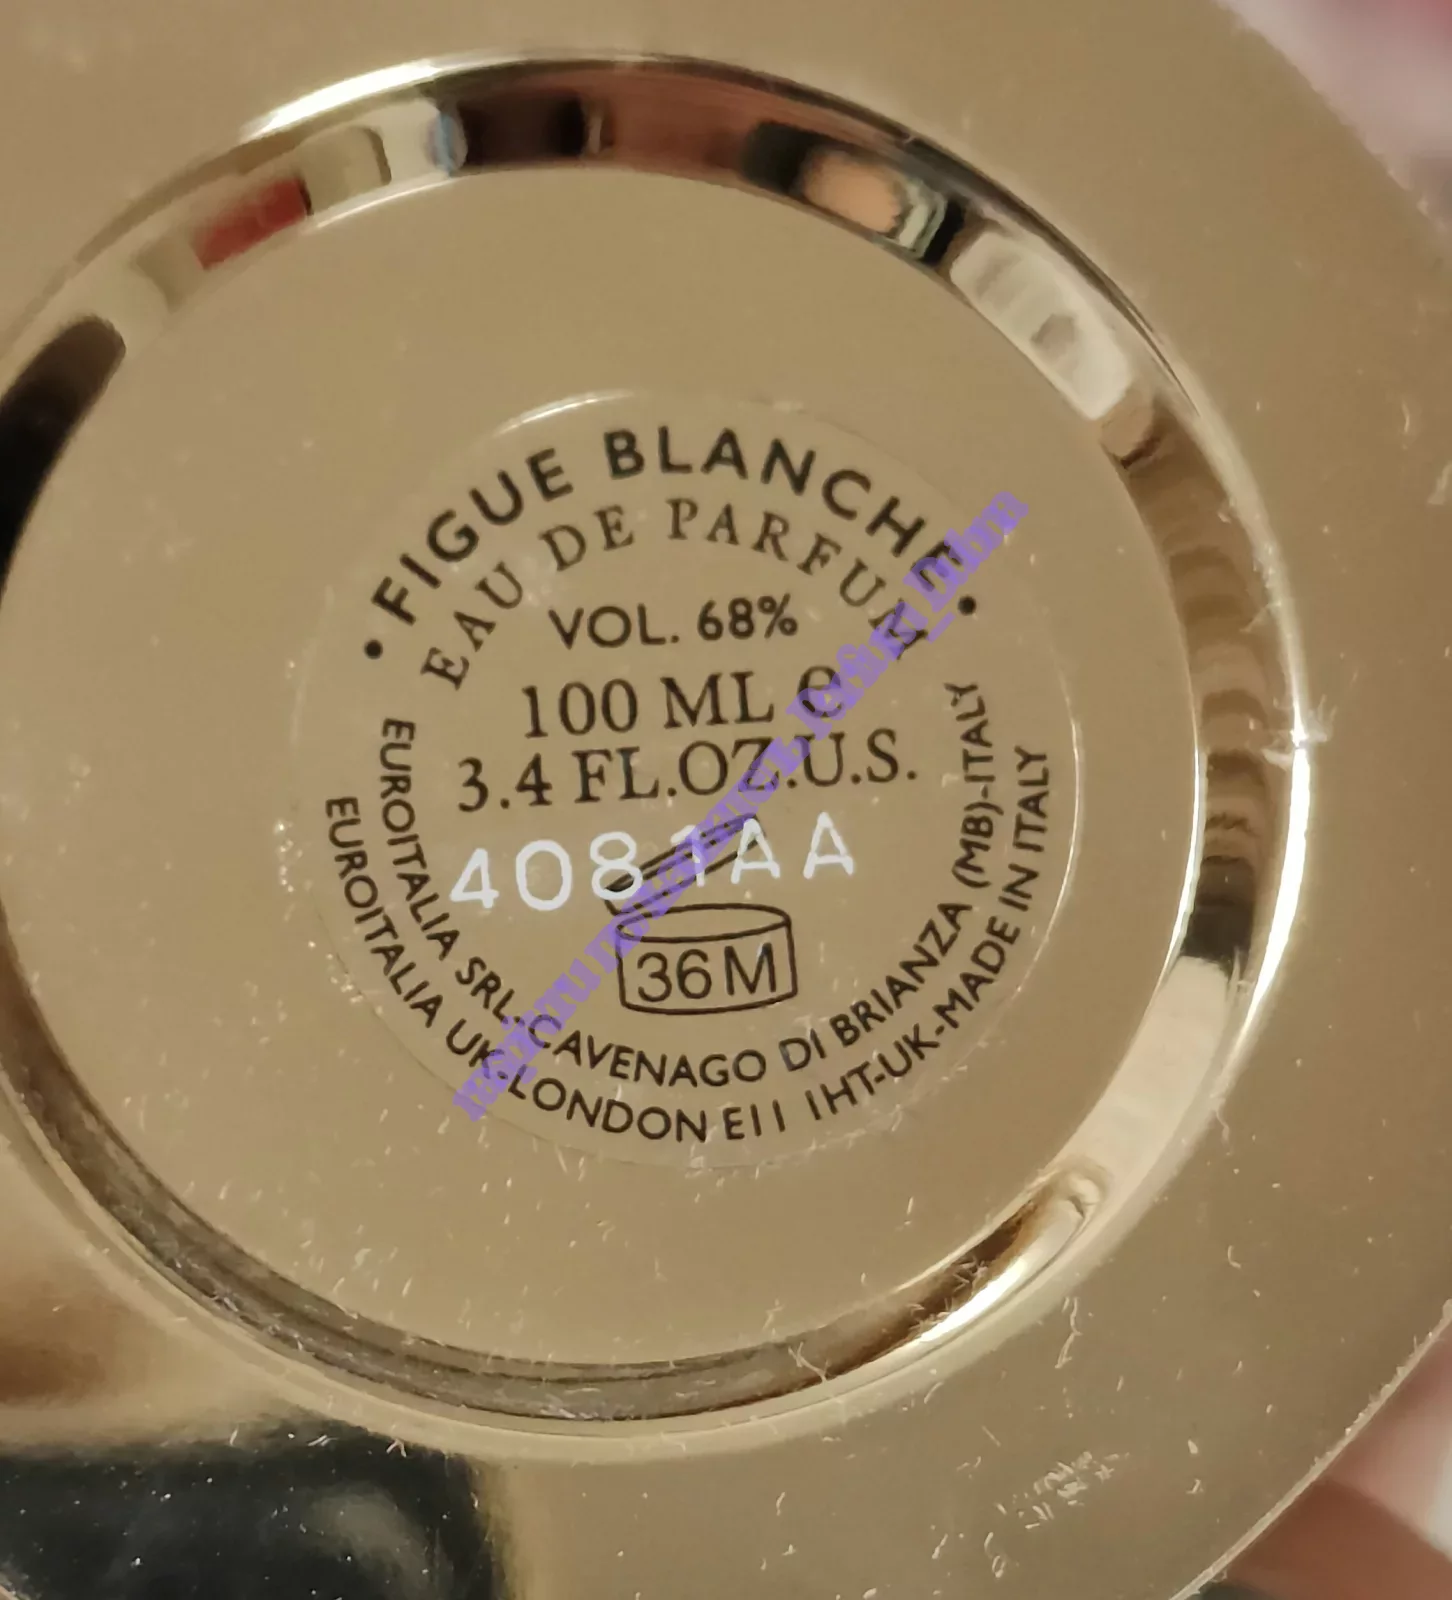 • FIGUE BLANCHE •
EAU DE PARFUM
VOL. 68%
100 ML ℮
3.4 FL.OZ.U.S.
4081AA
36M
EUROITALIA SRL-CAVENAGO DI BRIANZA (MB)-ITALY
EUROITALIA UK-LONDON E11 1HT-UK-MADE IN ITALY